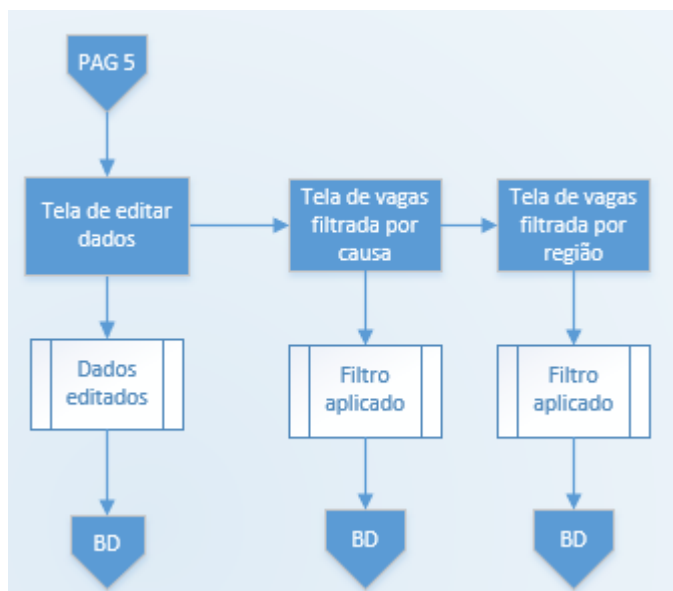 PAG 5
Tela de editar
dados
Tela de vagas
filtrada por
causa
Tela de vagas
filtrada por
região
Dados
editados
Filtro
aplicado
Filtro
aplicado
BD
BD
BD